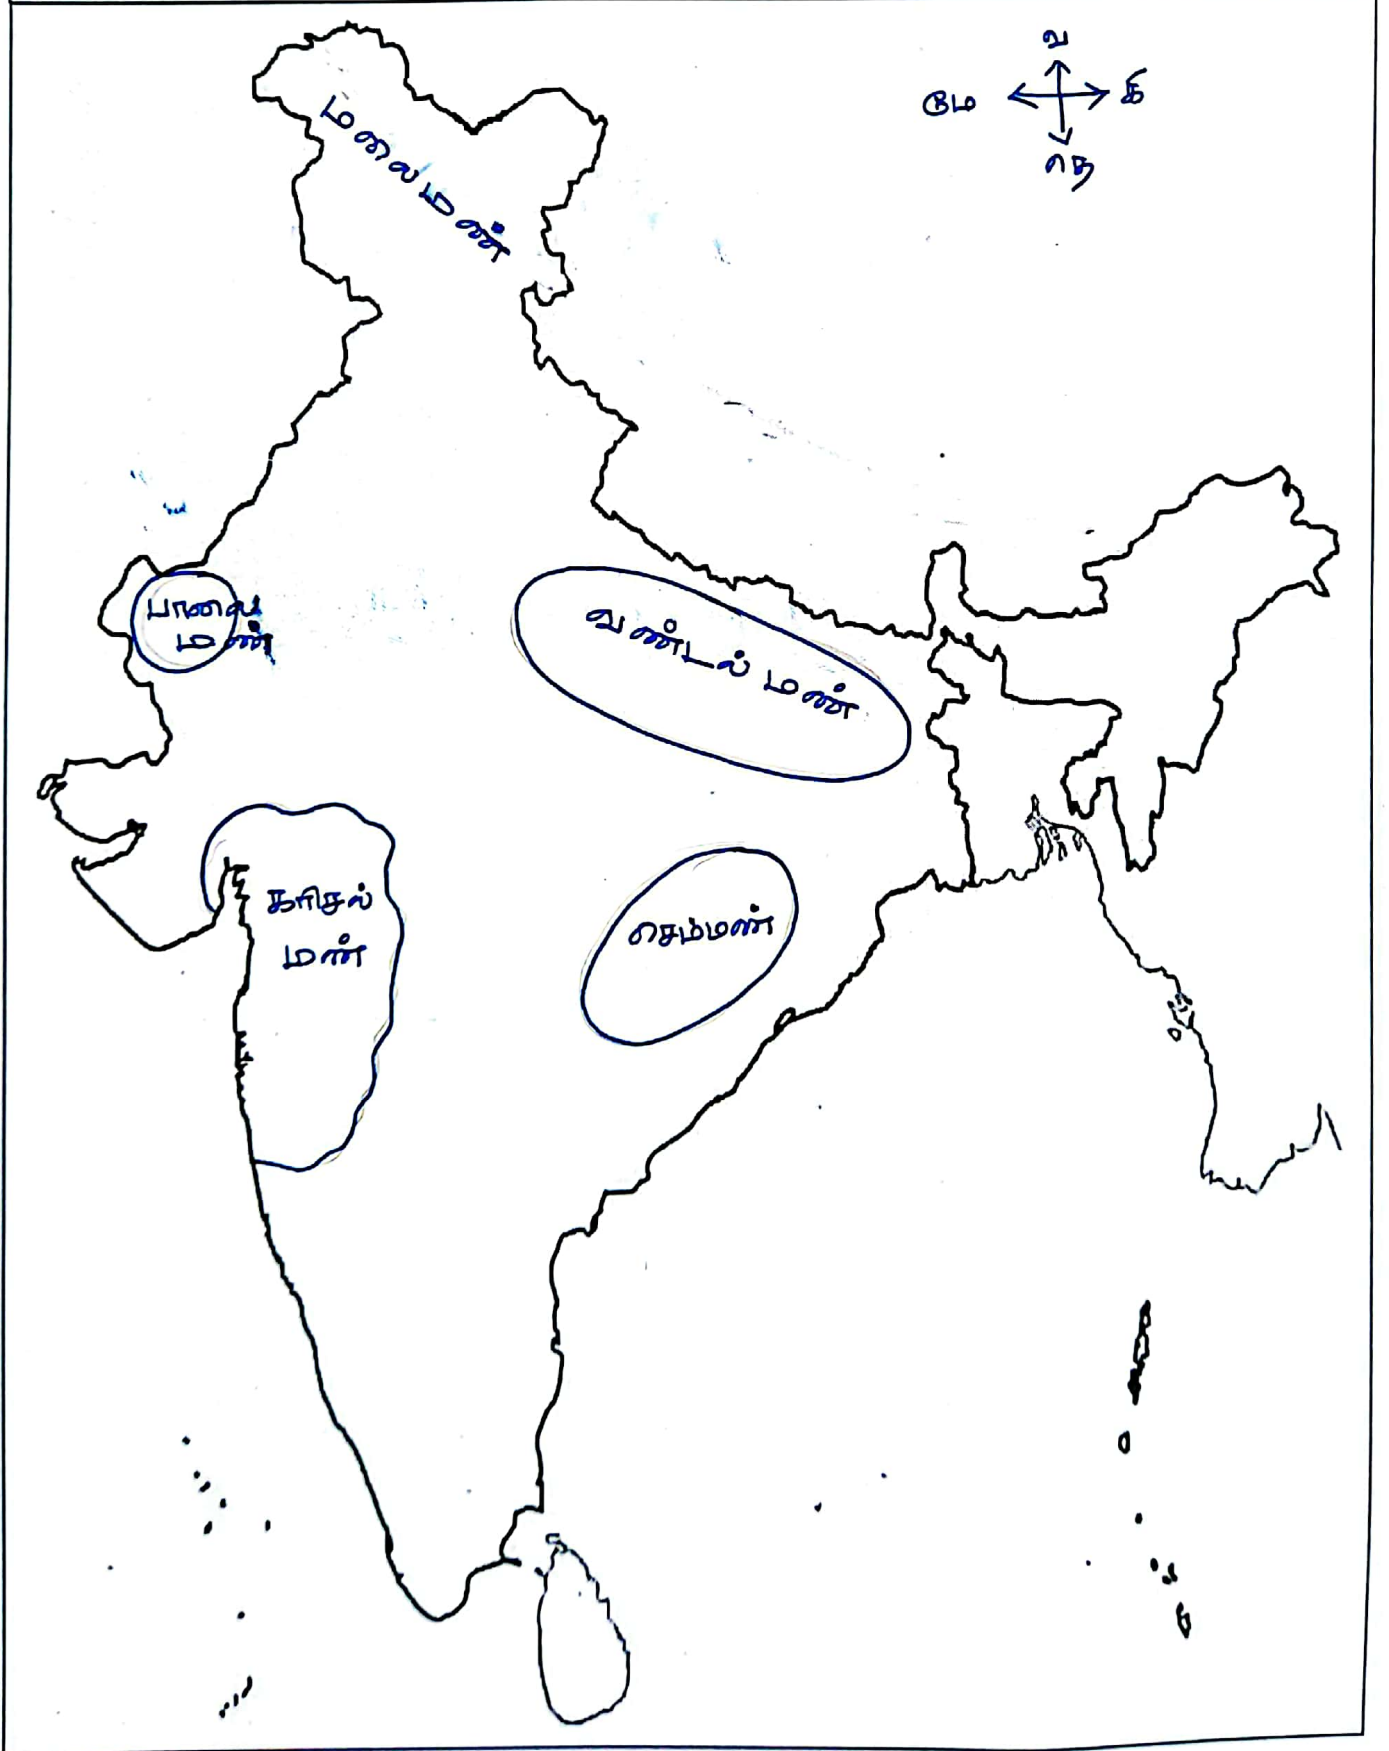 வ
மே
கி
தெ
மலைமண்
பாலை
மண்
வண்டல் மண்
கரிசல்
மண்
செம்மண்